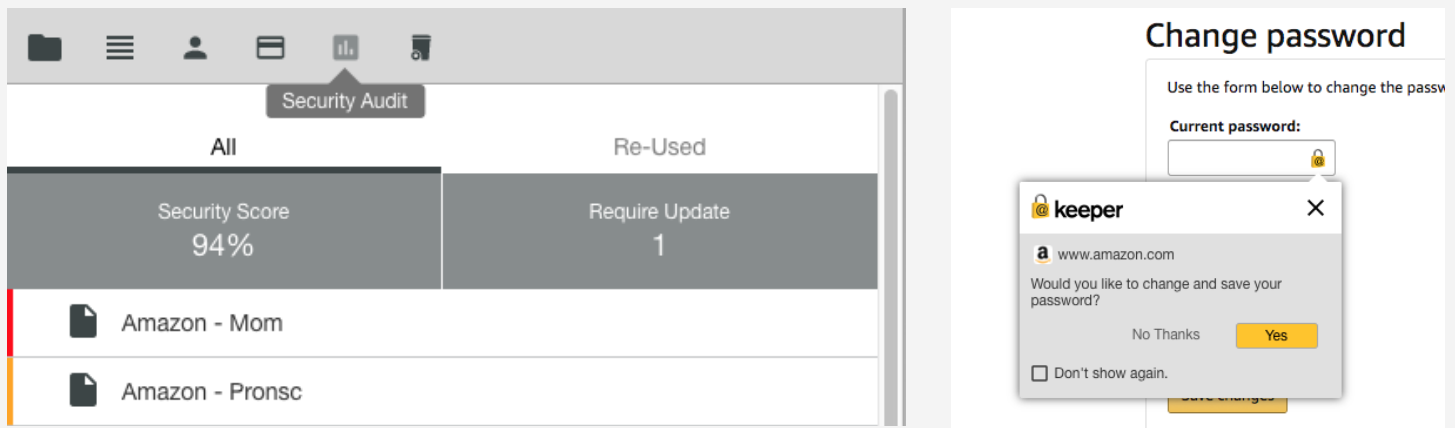 Security Audit
All
Re-Used
Security Score
94%
Require Update
1
Amazon - Mom
Amazon - Pronsc
Change password
Use the form below to change the passw
Current password:
keeper
www.amazon.com
Would you like to change and save your
password?
No Thanks
Yes
Don't show again.
Save changes